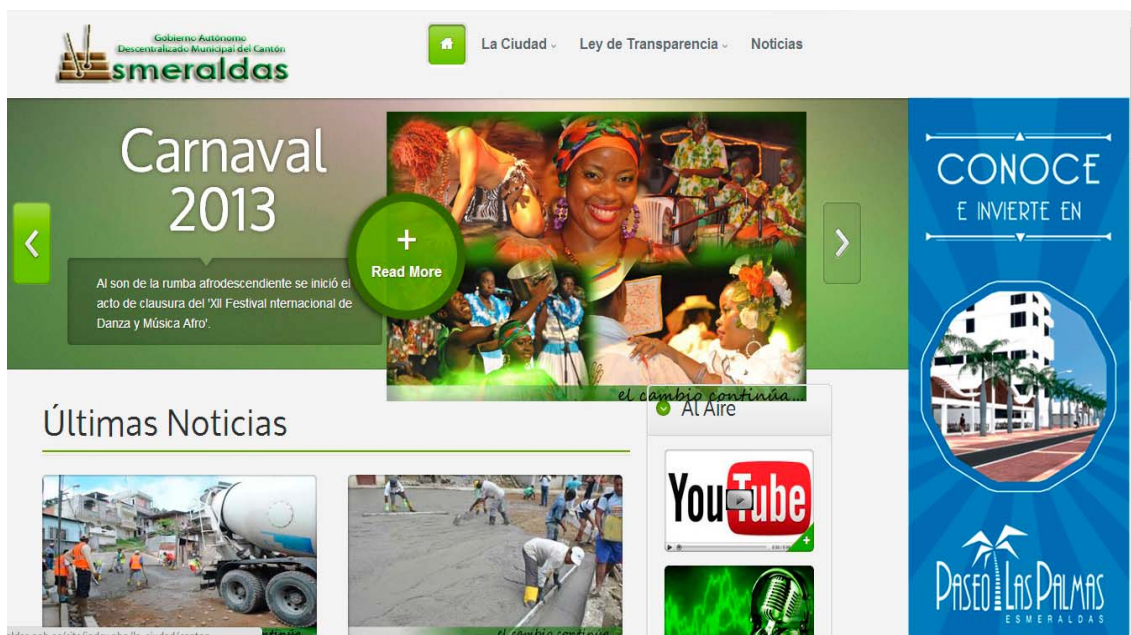 Gobierno Autónomo
Descentralizado Municipal del Cantón
Esmeraldas
La Ciudad
Ley de Transparencia
Noticias
Carnaval
2013
Al son de la rumba afrodescendiente se inició el
acto de clausura del 'XII Festival nternacional de
Danza y Música Afro'.
+
Read More
el cambio continúa...
CONOCE
E INVIERTE EN
PASEO LAS PALMAS
ESMERALDAS
Últimas Noticias
Al Aire
YouTube
el cambio continúa